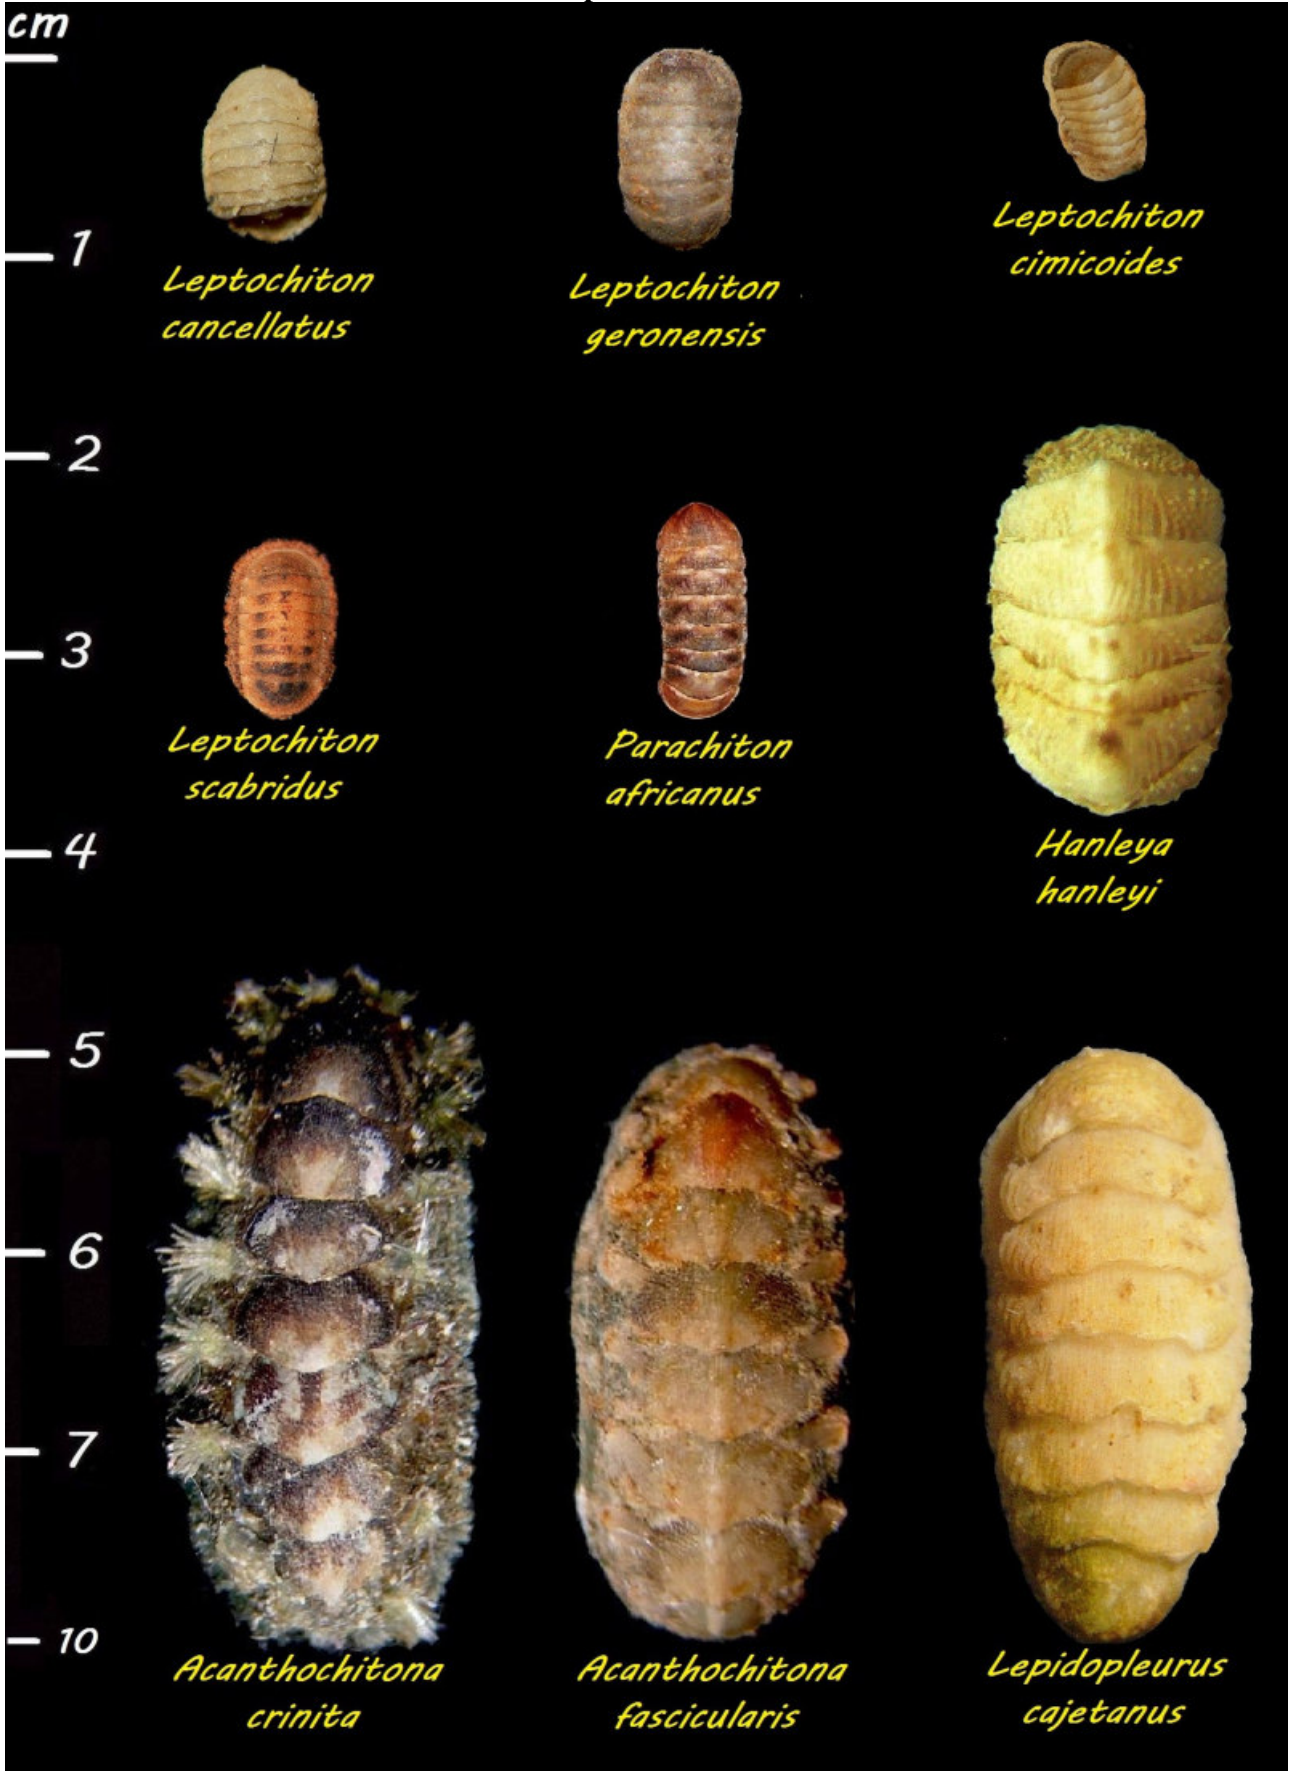 cm
1
Leptochiton
cancellatus
Leptochiton
geronensis
Leptochiton
cimicoides
2
3
Leptochiton
scabridus
Parachiton
africanus
Hanleya
hanleyi
4
5
6
7
10
Acanthochitona
crinita
Acanthochitona
fascicularis
Lepidopleurus
cajetanus